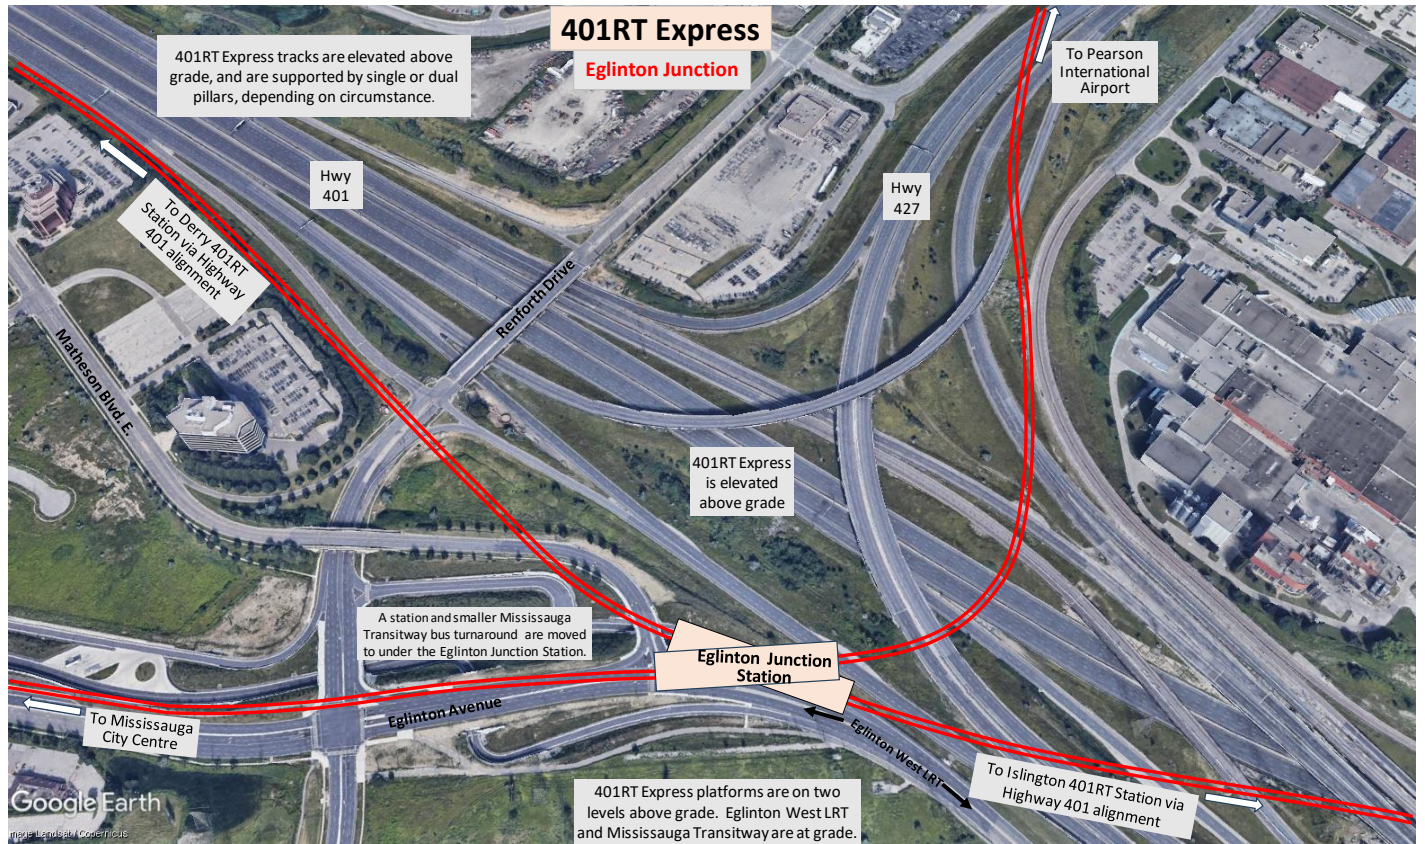 401RT Express
Eglinton Junction
401RT Express tracks are elevated above
grade, and are supported by single or dual
pillars, depending on circumstance.
To Pearson
International
Airport
Hwy
401
Hwy
427
To Derry 401RT
Station via Highway
401 alignment
Renforth Drive
Matheson Blvd. E.
401RT Express
is elevated
above grade
A station and smaller Mississauga
Transitway bus turnaround are moved
to under the Eglinton Junction Station.
Eglinton Junction
Station
To Mississauga
City Centre
Eglinton Avenue
Eglinton West LRT
To Islington 401RT Station via
Highway 401 alignment
401RT Express platforms are on two
levels above grade. Eglinton West LRT
and Mississauga Transitway are at grade.
Google Earth
Image Landsat / Copernicus